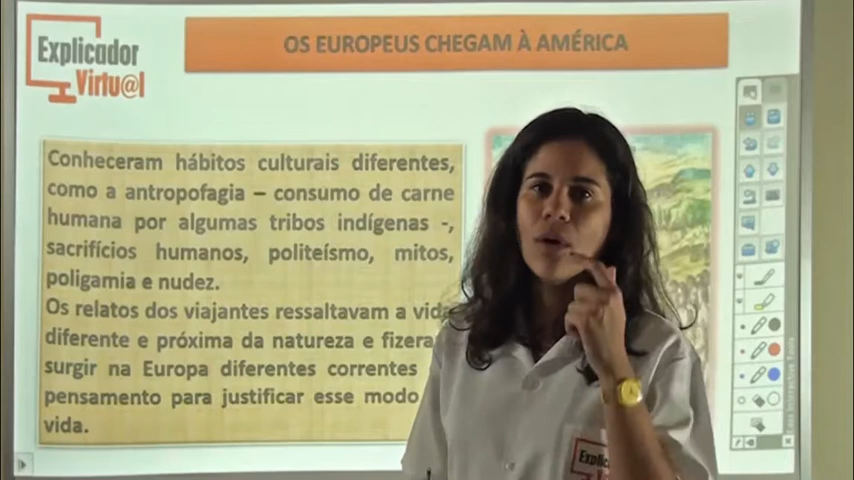 Explicador
Virtu@l
OS EUROPEUS CHEGAM À AMÉRICA
Conheceram hábitos culturais diferentes,
como a antropofagia – consumo de carne
humana por algumas tribos indígenas -,
sacrifícios humanos, politeísmo, mitos,
poligamia e nudez.
Os relatos dos viajantes ressaltavam a vida
diferente e próxima da natureza e fizera
surgir na Europa diferentes correntes
pensamento para justificar esse modo
vida.